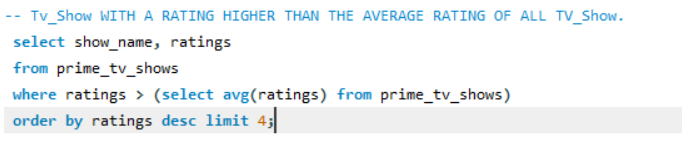 -- Tv_Show WITH A RATING HIGHER THAN THE AVERAGE RATING OF ALL TV_Show.
select show_name, ratings
from prime_tv_shows
where ratings > (select avg(ratings) from prime_tv_shows)
order by ratings desc limit 4;